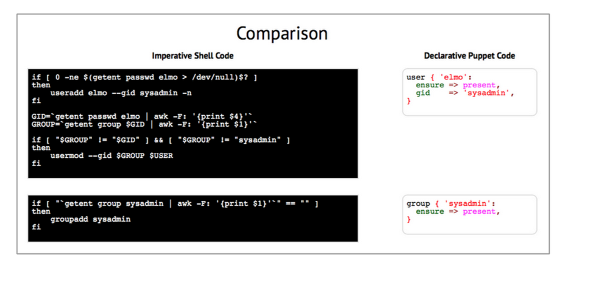 Comparison
Imperative Shell Code
Declarative Puppet Code
if [ 0 -ne $(getent passwd elmo > /dev/null)$? ]
then
    useradd elmo --gid sysadmin -n
fi
GID=`getent passwd elmo | awk -F: '{print $4}'`
GROUP=`getent group $GID | awk -F: '{print $1}'`
if [ "$GROUP" != "$GID" ] && [ "$GROUP" != "sysadmin" ]
then
    usermod --gid $GROUP $USER
fi
user { 'elmo':
  ensure => present,
  gid    => 'sysadmin',
}
if [ "`getent group sysadmin | awk -F: '{print $1}'`" == "" ]
then
    groupadd sysadmin
fi
group { 'sysadmin':
  ensure => present,
}